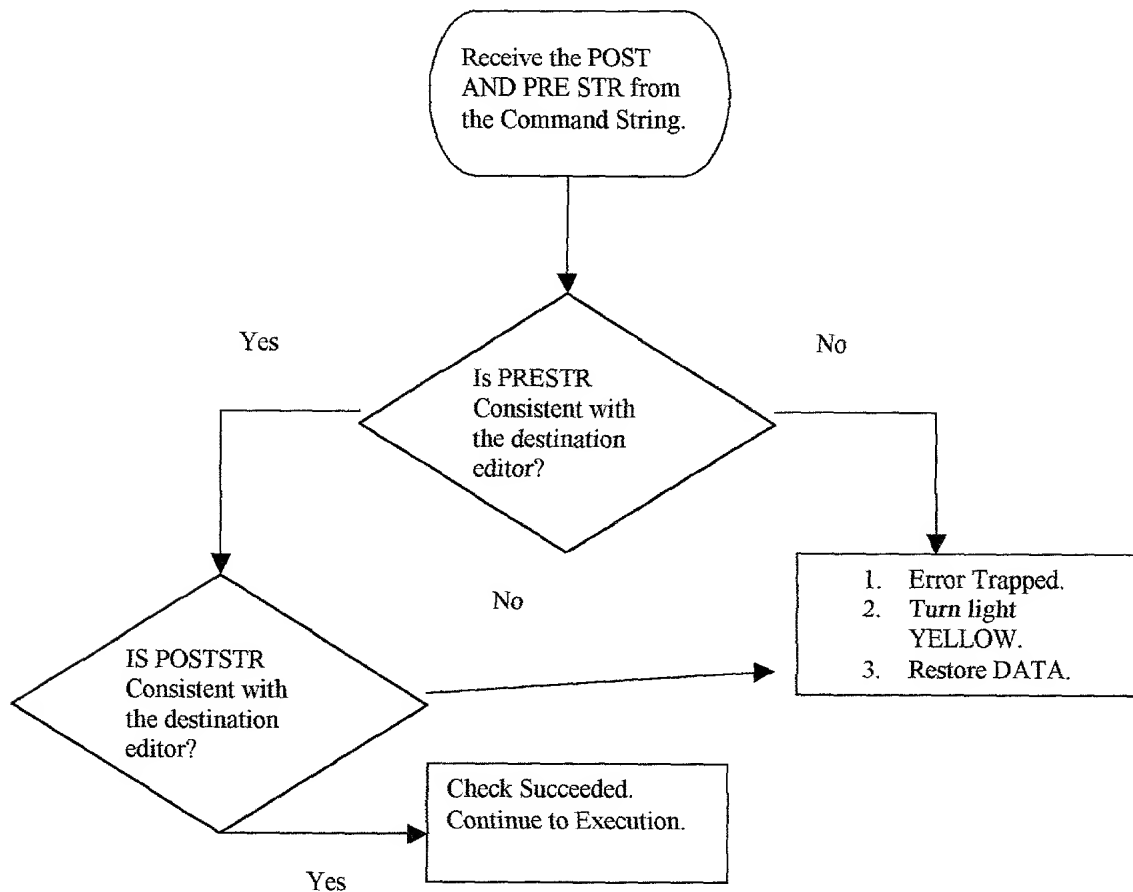 Receive the POST
AND PRE STR from
the Command String.
Yes
No
Is PRESTR
Consistent with
the destination
editor?
No
1. Error Trapped.
2. Turn light
YELLOW.
3. Restore DATA.
IS POSTSTR
Consistent with
the destination
editor?
Check Succeeded.
Continue to Execution.
Yes